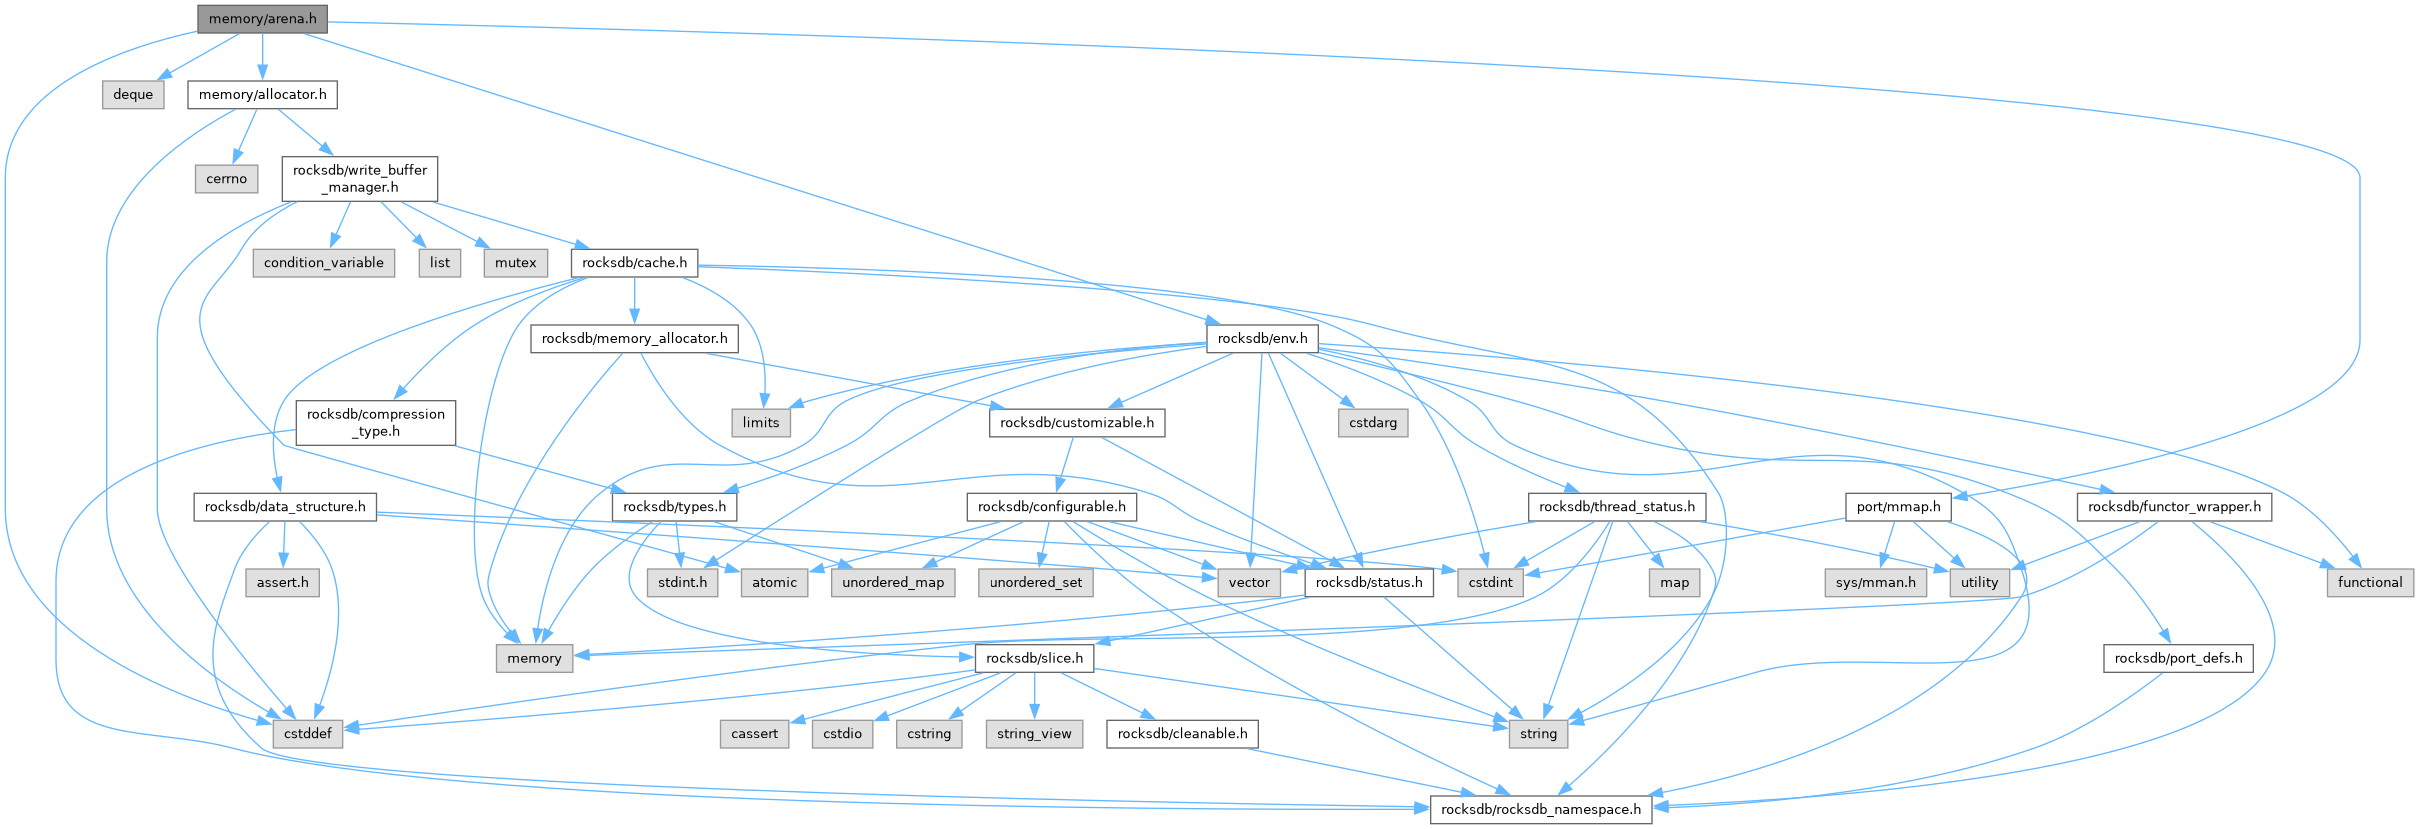 memory/arena.h
deque
memory/allocator.h
cerrno
rocksdb/write_buffer
_manager.h
condition_variable
list
mutex
rocksdb/cache.h
rocksdb/memory_allocator.h
rocksdb/env.h
rocksdb/compression
_type.h
limits
rocksdb/customizable.h
cstdarg
rocksdb/data_structure.h
rocksdb/types.h
rocksdb/configurable.h
rocksdb/thread_status.h
port/mmap.h
rocksdb/functor_wrapper.h
assert.h
stdint.h
atomic
unordered_map
unordered_set
vector
rocksdb/status.h
cstdint
map
sys/mman.h
utility
functional
memory
rocksdb/slice.h
rocksdb/port_defs.h
cstddef
cassert
cstdio
cstring
string_view
rocksdb/cleanable.h
string
rocksdb/rocksdb_namespace.h